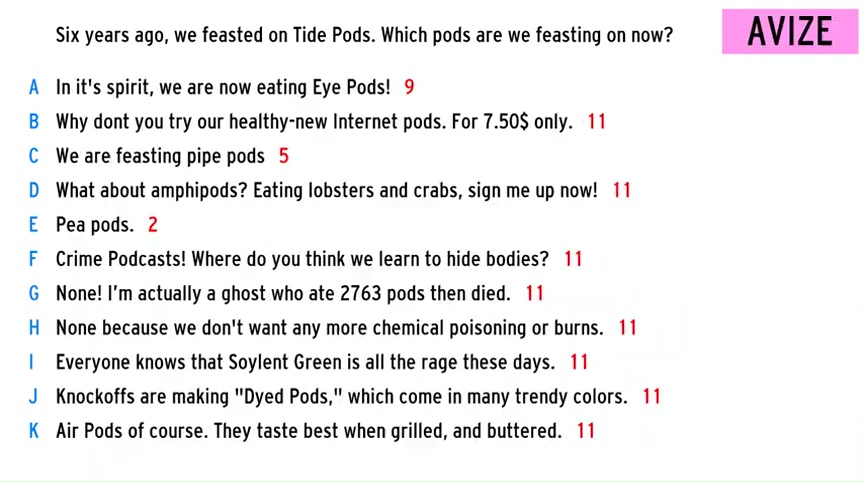 Six years ago, we feasted on Tide Pods. Which pods are we feasting on now?
AVIZE
A In it's spirit, we are now eating Eye Pods! 9
B Why dont you try our healthy-new Internet pods. For 7.50$ only. 11
C We are feasting pipe pods 5
D What about amphipods? Eating lobsters and crabs, sign me up now! 11
E Pea pods. 2
F Crime Podcasts! Where do you think we learn to hide bodies? 11
G None! I'm actually a ghost who ate 2763 pods then died. 11
H None because we don't want any more chemical poisoning or burns. 11
I Everyone knows that Soylent Green is all the rage these days. 11
J Knockoffs are making "Dyed Pods," which come in many trendy colors. 11
K Air Pods of course. They taste best when grilled, and buttered. 11